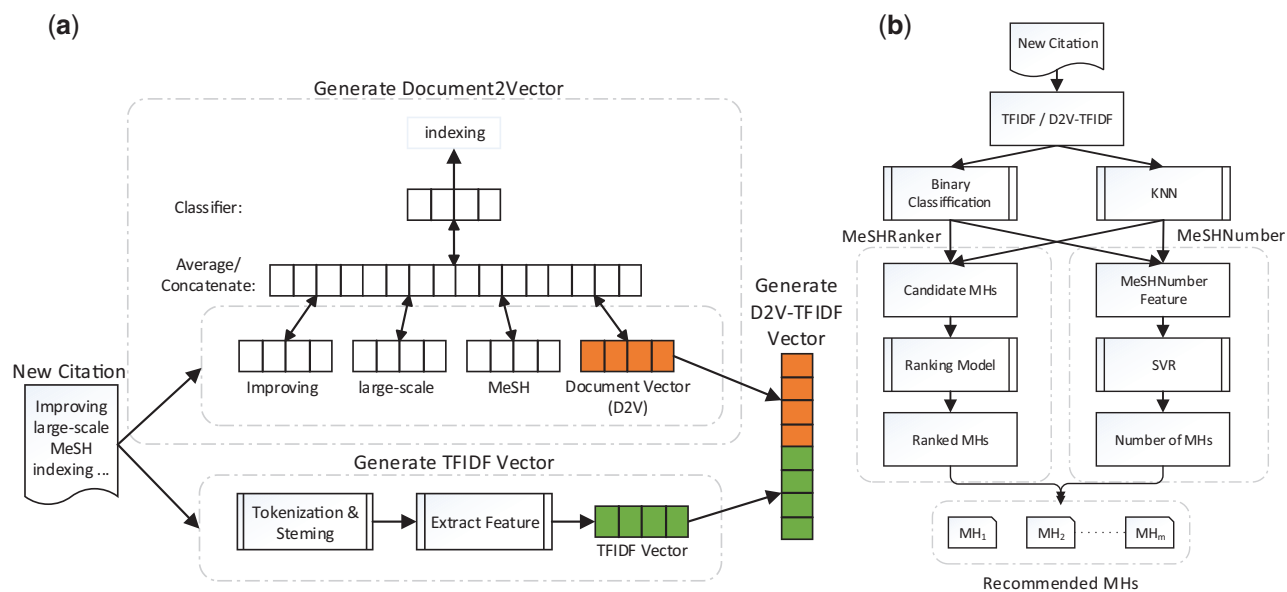 (a)
Generate Document2Vector
indexing
Classifier:
Average/
Concatenate:
Improving
large-scale
MeSH
Document Vector
(D2V)
New Citation
Improving
large-scale
MeSH
indexing ...
Generate TFIDF Vector
Tokenization &
Steming
Extract Feature
TFIDF Vector
Generate
D2V-TFIDF
Vector
(b)
New Citation
TFIDF / D2V-TFIDF
Binary
Classiffication
KNN
MeSHRanker
MeSHNumber
Candidate MHs
MeSHNumber
Feature
Ranking Model
SVR
Ranked MHs
Number of MHs
MH1
MH2
MHm
Recommended MHs